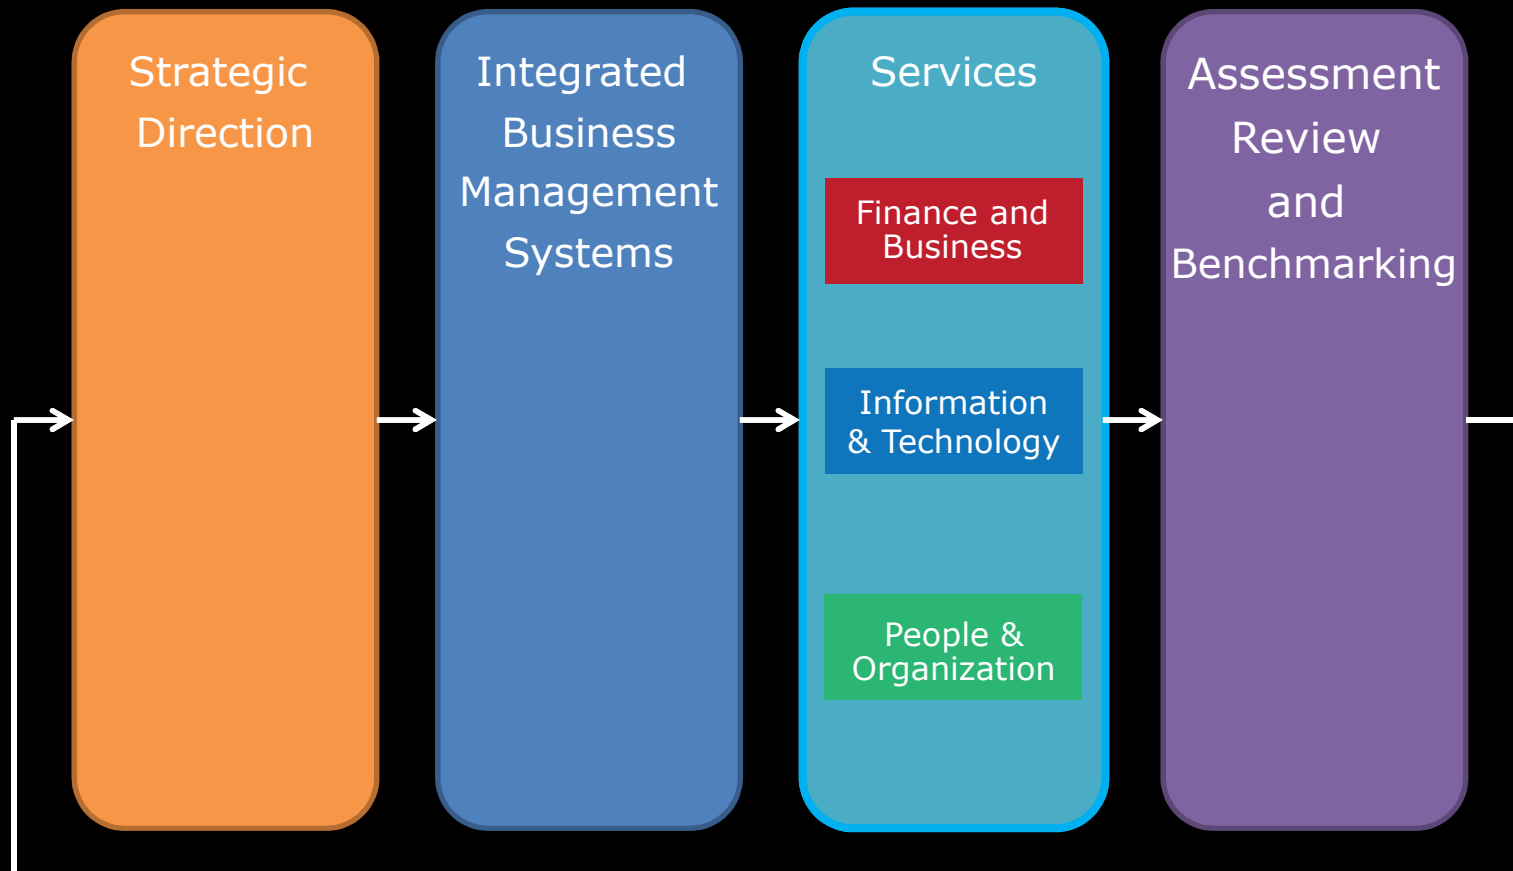 Strategic
Direction
Integrated
Business
Management
Systems
Services
Finance and
Business
Information
& Technology
People &
Organization
Assessment
Review
and
Benchmarking